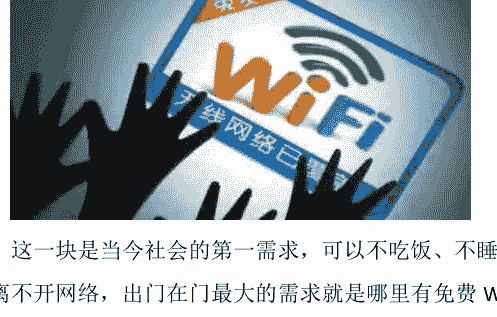 WiFi
无线网络已覆盖
这一块是当今社会的第一需求，可以不吃饭、不睡
离不开网络，出门在门最大的需求就是哪里有免费 W